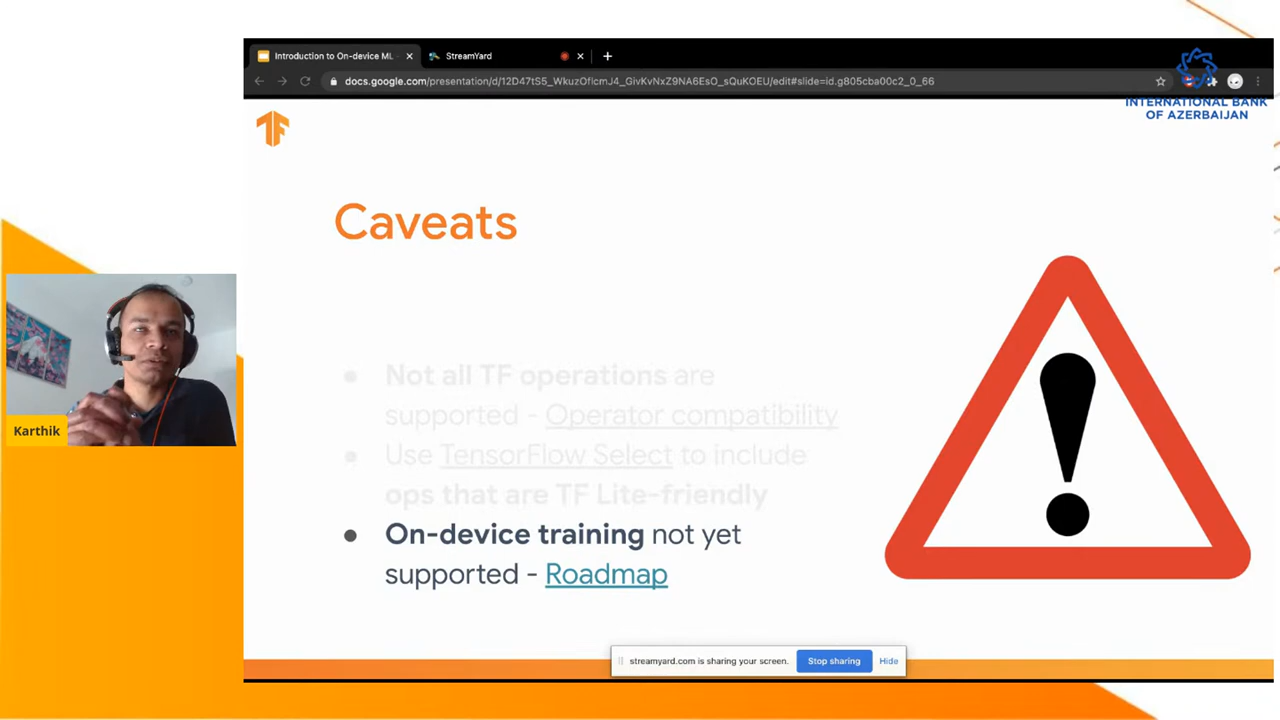 Introduction to On-device ML -
StreamYard
docs.google.com/presentation/d/12D47tS5_WkuzOflcmJ4_GivKvNxZ9NA6EsO_sQuKOEU/edit#slide=id.g805cba00c2_0_66
INTERNATIONAL BANK
OF AZERBAIJAN
TF
Caveats
Not all TF operations are
supported - Operator compatibility
Use TensorFlow Select to include
ops that are TF Lite-friendly
On-device training not yet
supported - Roadmap
Karthik
streamyard.com is sharing your screen.
Stop sharing
Hide